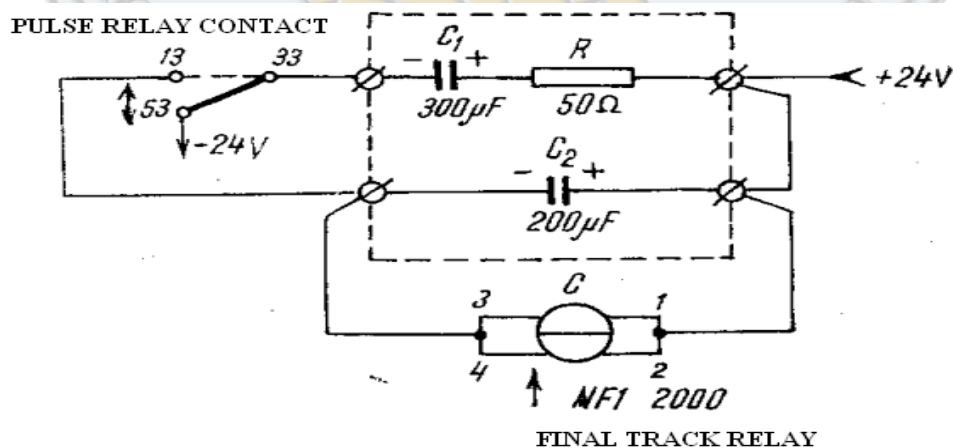 PULSE RELAY CONTACT
13
33
53
-24V
- C₁ +
300μF
R
50Ω
+24V
- C₂ +
200μF
C
3
1
4
2
NF1 2000
FINAL TRACK RELAY